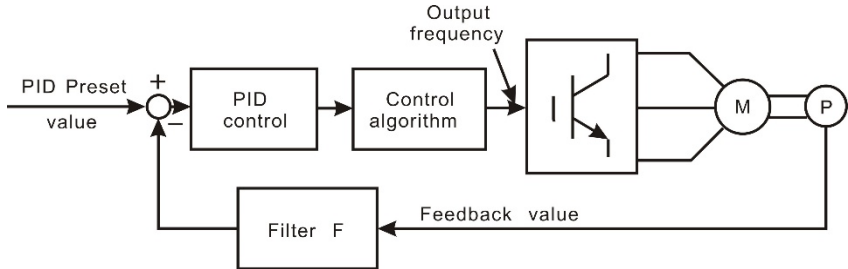 Output
frequency
PID Preset
value
+
−
PID
control
Control
algorithm
M
P
Filter F
Feedback value